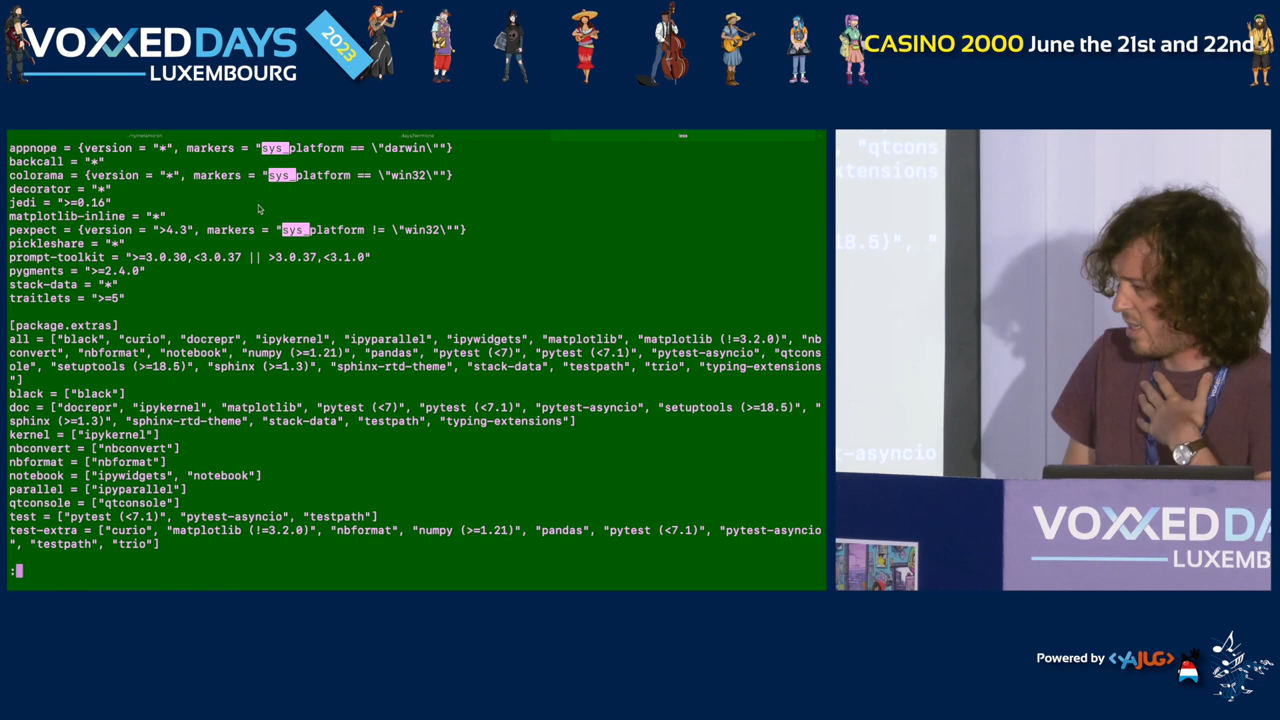 VOXXED DAYS
LUXEMBOURG
2023
CASINO 2000 June the 21st and 22nd
less
appnope = {version = "*", markers = "sys_platform == \"darwin\""}
backcall = "*"
colorama = {version = "*", markers = "sys_platform == \"win32\""}
decorator = "*"
jedi = ">=0.16"
matplotlib-inline = "*"
pexpect = {version = ">4.3", markers = "sys_platform != \"win32\""}
pickleshare = "*"
prompt-toolkit = ">=3.0.30,<3.0.37 || >3.0.37,<3.1.0"
pygments = ">=2.4.0"
stack-data = "*"
traitlets = ">=5"
[package.extras]
all = ["black", "curio", "docrepr", "ipykernel", "ipyparallel", "ipywidgets", "matplotlib", "matplotlib (!=3.2.0)", "nb
convert", "nbformat", "notebook", "numpy (>=1.21)", "pandas", "pytest (<7)", "pytest (<7.1)", "pytest-asyncio", "qtcons
ole", "setuptools (>=18.5)", "sphinx (>=1.3)", "sphinx-rtd-theme", "stack-data", "testpath", "trio", "typing-extensions
"]
black = ["black"]
doc = ["docrepr", "ipykernel", "matplotlib", "pytest (<7)", "pytest (<7.1)", "pytest-asyncio", "setuptools (>=18.5)", "
sphinx (>=1.3)", "sphinx-rtd-theme", "stack-data", "testpath", "typing-extensions"]
kernel = ["ipykernel"]
nbconvert = ["nbconvert"]
nbformat = ["nbformat"]
notebook = ["ipywidgets", "notebook"]
parallel = ["ipyparallel"]
qtconsole = ["qtconsole"]
test = ["pytest (<7.1)", "pytest-asyncio", "testpath"]
test-extra = ["curio", "matplotlib (!=3.2.0)", "nbformat", "numpy (>=1.21)", "pandas", "pytest (<7.1)", "pytest-asyncio
", "testpath", "trio"]
:
"qtcons
tensions
18.5)", "
t-asyncio
VOXXED DA
LUXEMB
Powered by <YAJUG>